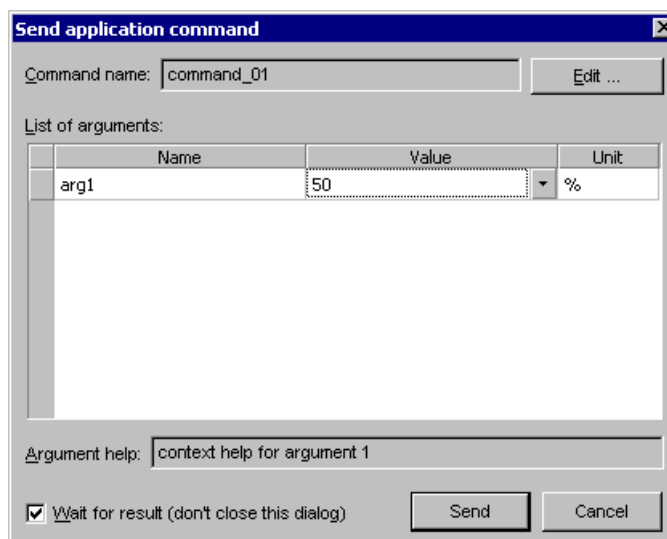 Send application command
Command name: command_01 Edit ...
List of arguments:
Name Value Unit
arg1 50 %
Argument help: context help for argument 1
Wait for result (don't close this dialog) Send Cancel